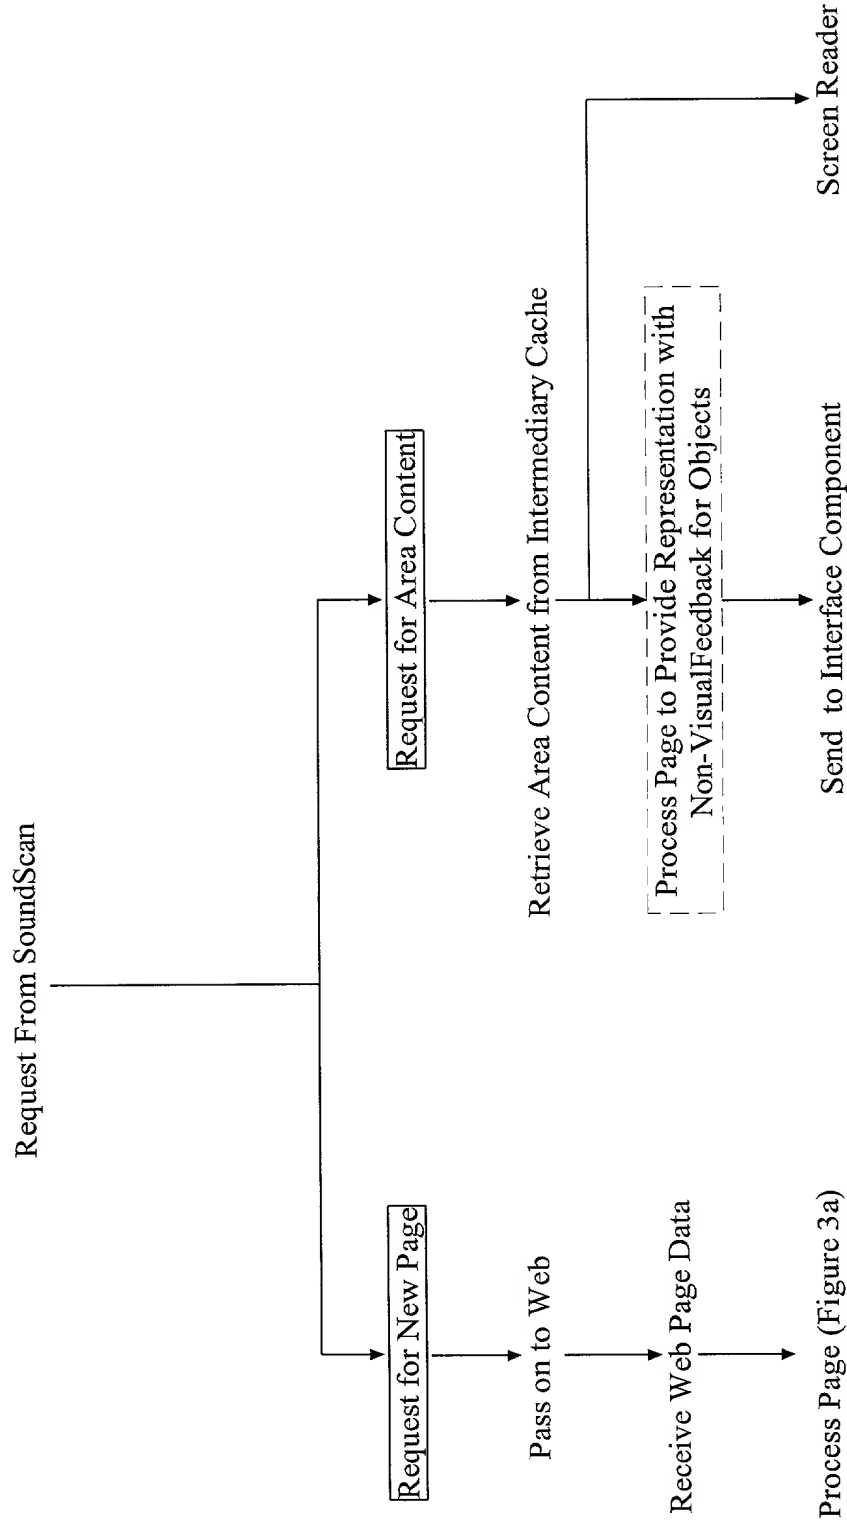 Request From SoundScan
Request for New Page
Request for Area Content
Pass on to Web
Retrieve Area Content from Intermediary Cache
Receive Web Page Data
Process Page to Provide Representation with
Non-VisualFeedback for Objects
Process Page (Figure 3a)
Send to Interface Component
Screen Reader